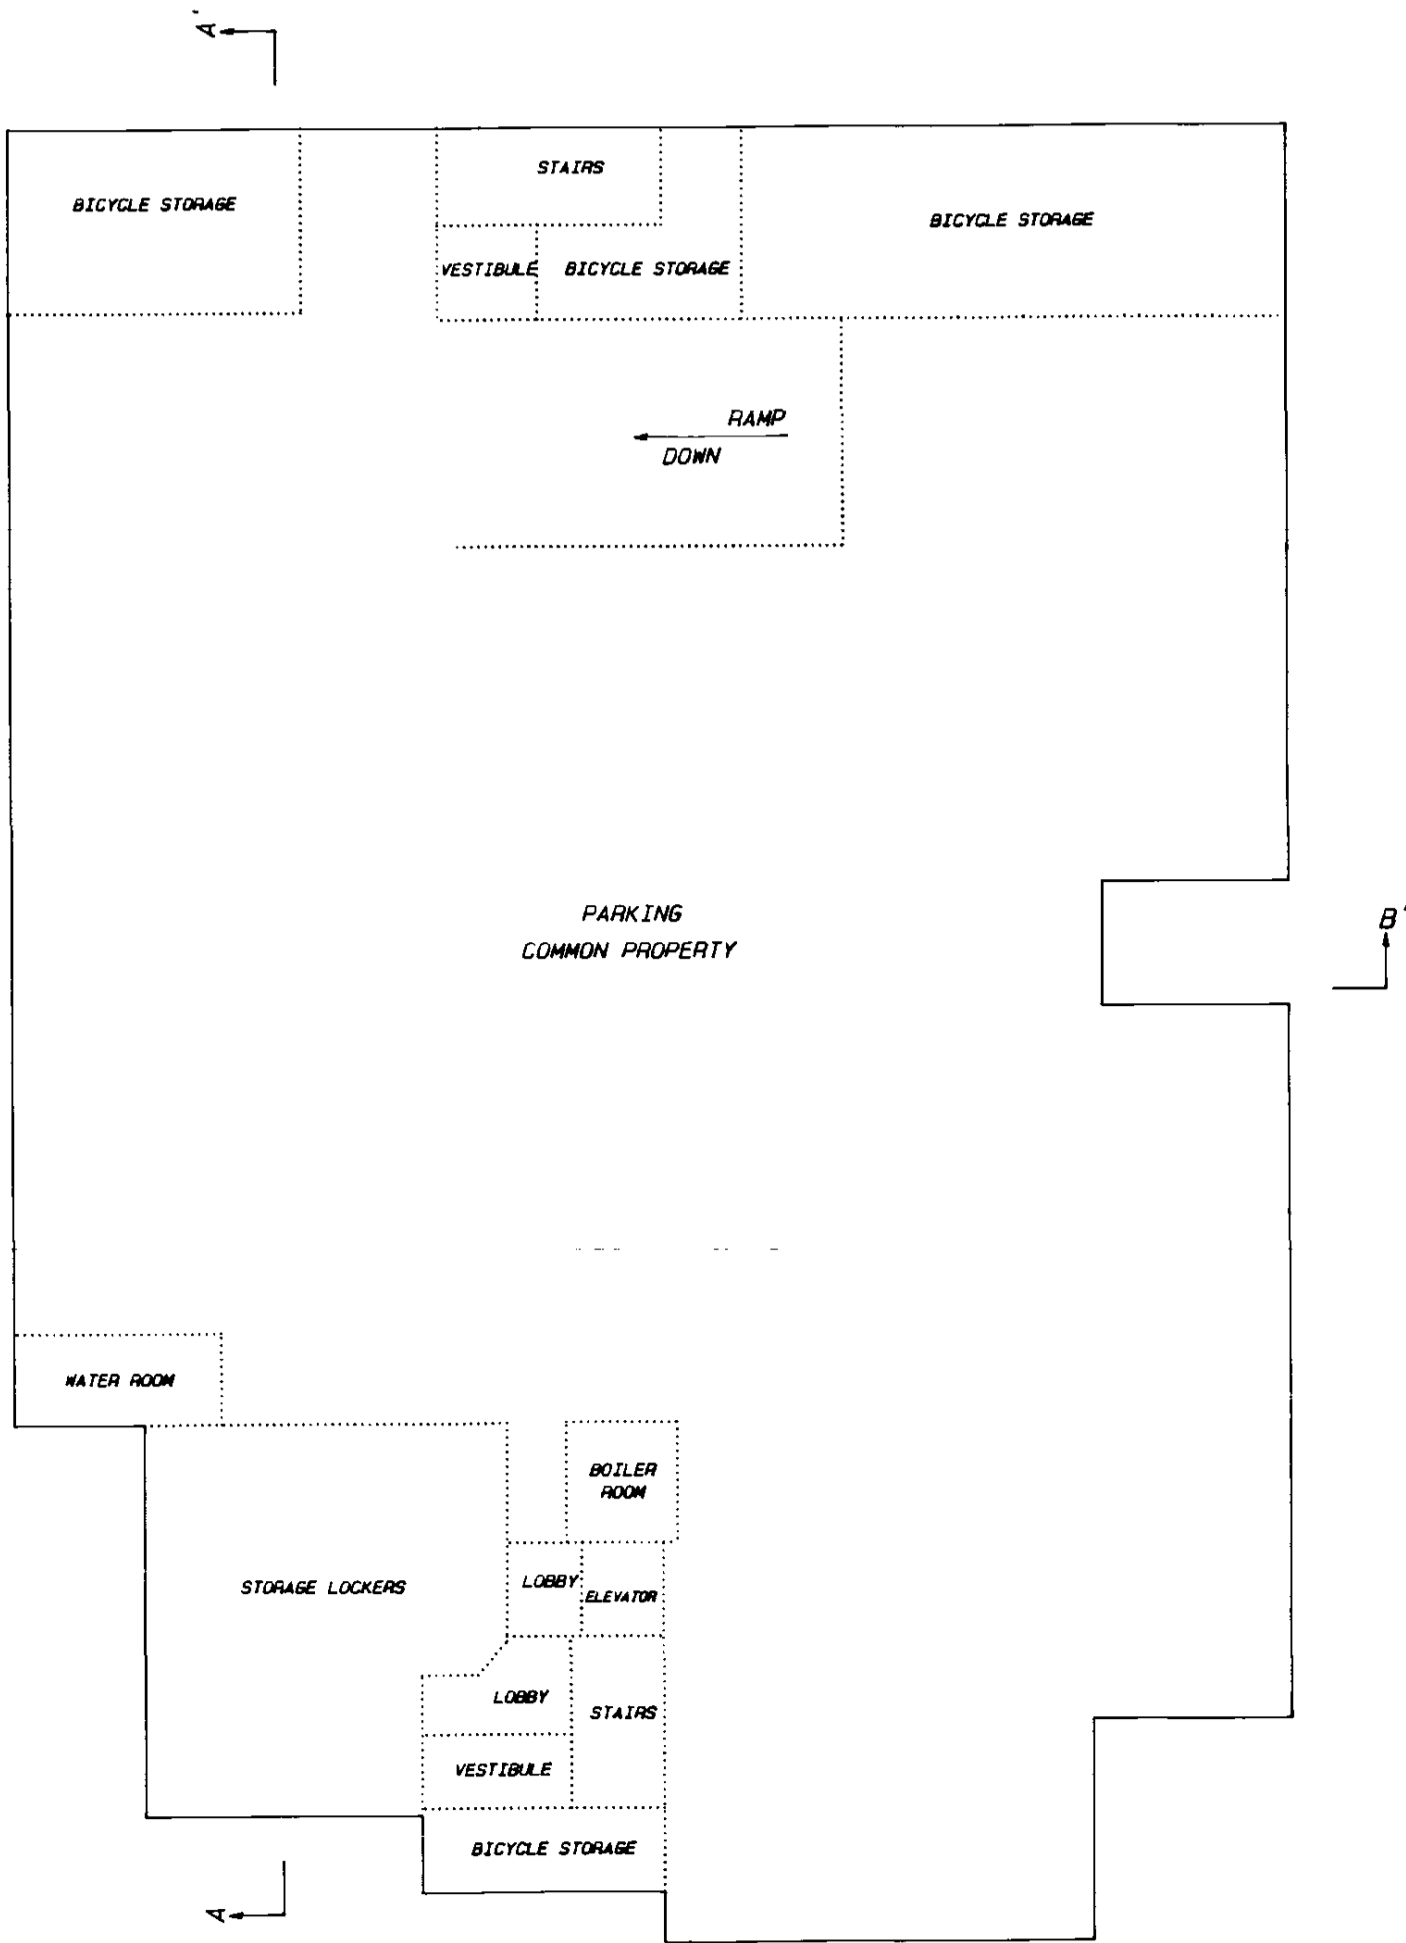 A'
STAIRS
BICYCLE STORAGE
BICYCLE STORAGE
VESTIBULE
BICYCLE STORAGE
RAMP
DOWN
PARKING
COMMON PROPERTY
B'
WATER ROOM
BOILER
ROOM
STORAGE LOCKERS
LOBBY
ELEVATOR
LOBBY
STAIRS
VESTIBULE
BICYCLE STORAGE
A